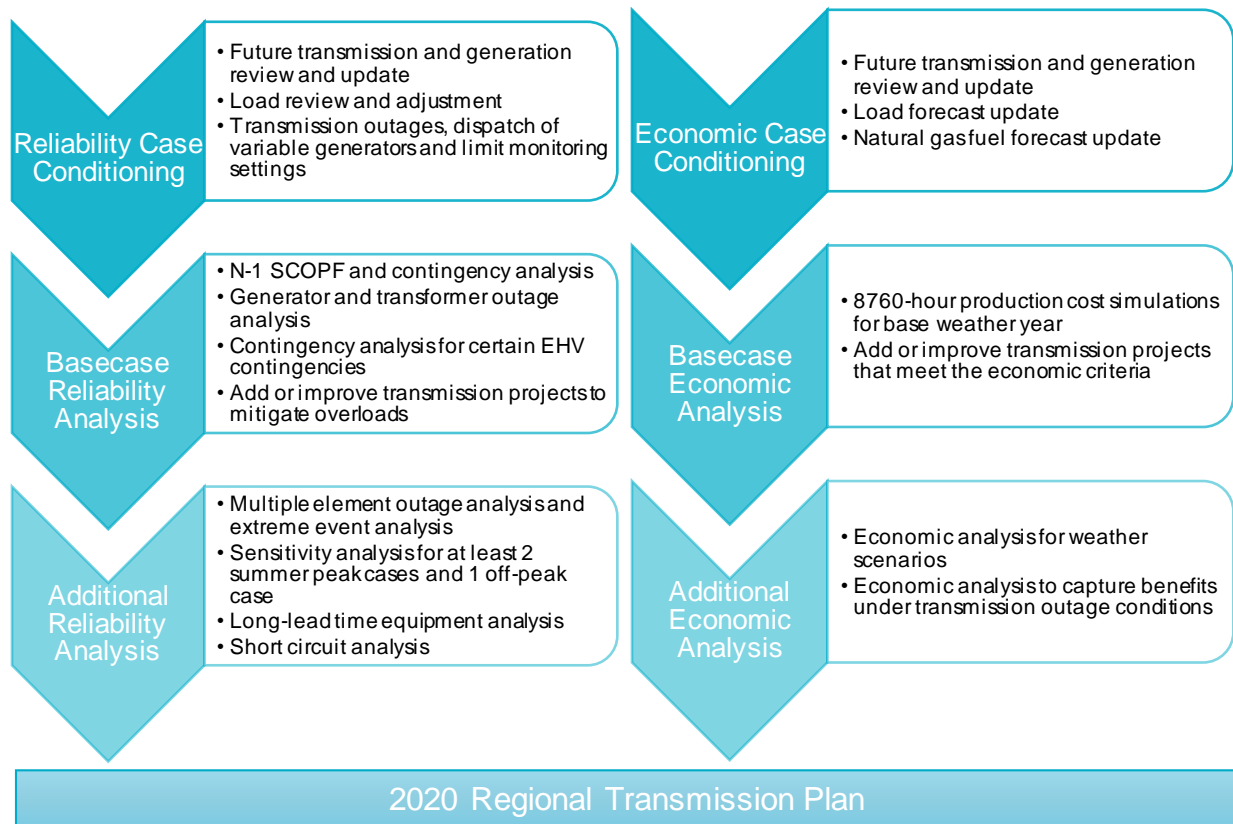 Reliability Case
Conditioning
• Future transmission and generation
review and update
• Load review and adjustment
• Transmission outages, dispatch of
variable generators and limit monitoring
settings
Basecase
Reliability
Analysis
• N-1 SCOPF and contingency analysis
• Generator and transformer outage
analysis
• Contingency analysis for certain EHV
contingencies
• Add or improve transmission projects to
mitigate overloads
Additional
Reliability
Analysis
• Multiple element outage analysis and
extreme event analysis
• Sensitivity analysis for at least 2
summer peak cases and 1 off-peak
case
• Long-lead time equipment analysis
• Short circuit analysis
Economic Case
Conditioning
• Future transmission and generation
review and update
• Load forecast update
• Natural gas fuel forecast update
Basecase
Economic
Analysis
• 8760-hour production cost simulations
for base weather year
• Add or improve transmission projects
that meet the economic criteria
Additional
Economic
Analysis
• Economic analysis for weather
scenarios
• Economic analysis to capture benefits
under transmission outage conditions
2020 Regional Transmission Plan